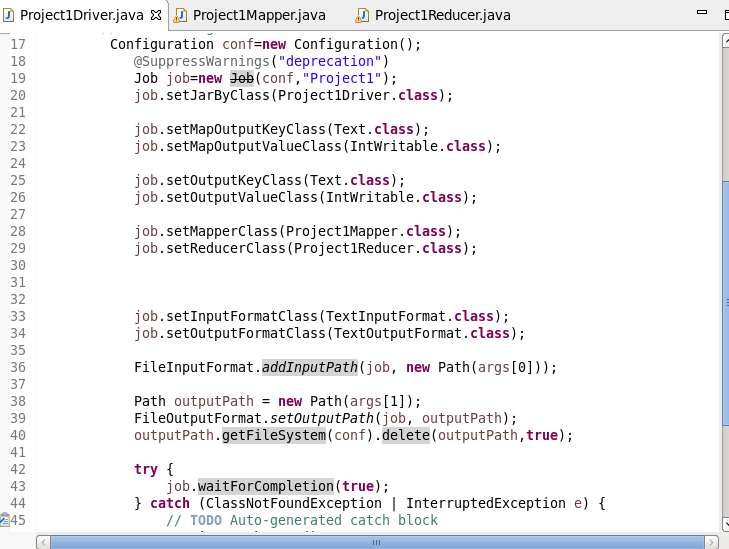 Project1Driver.java Project1Mapper.java Project1Reducer.java
17 Configuration conf=new Configuration();
18 @SuppressWarnings("deprecation")
19 Job job=new Job(conf,"Project1");
20 job.setJarByClass(Project1Driver.class);
21
22 job.setMapOutputKeyClass(Text.class);
23 job.setMapOutputValueClass(IntWritable.class);
24
25 job.setOutputKeyClass(Text.class);
26 job.setOutputValueClass(IntWritable.class);
27
28 job.setMapperClass(Project1Mapper.class);
29 job.setReducerClass(Project1Reducer.class);
30
31
32
33 job.setInputFormatClass(TextInputFormat.class);
34 job.setOutputFormatClass(TextOutputFormat.class);
35
36 FileInputFormat.addInputPath(job, new Path(args[0]));
37
38 Path outputPath = new Path(args[1]);
39 FileOutputFormat.setOutputPath(job, outputPath);
40 outputPath.getFileSystem(conf).delete(outputPath,true);
41
42 try {
43 job.waitForCompletion(true);
44 } catch (ClassNotFoundException | InterruptedException e) {
45 // TODO Auto-generated catch block